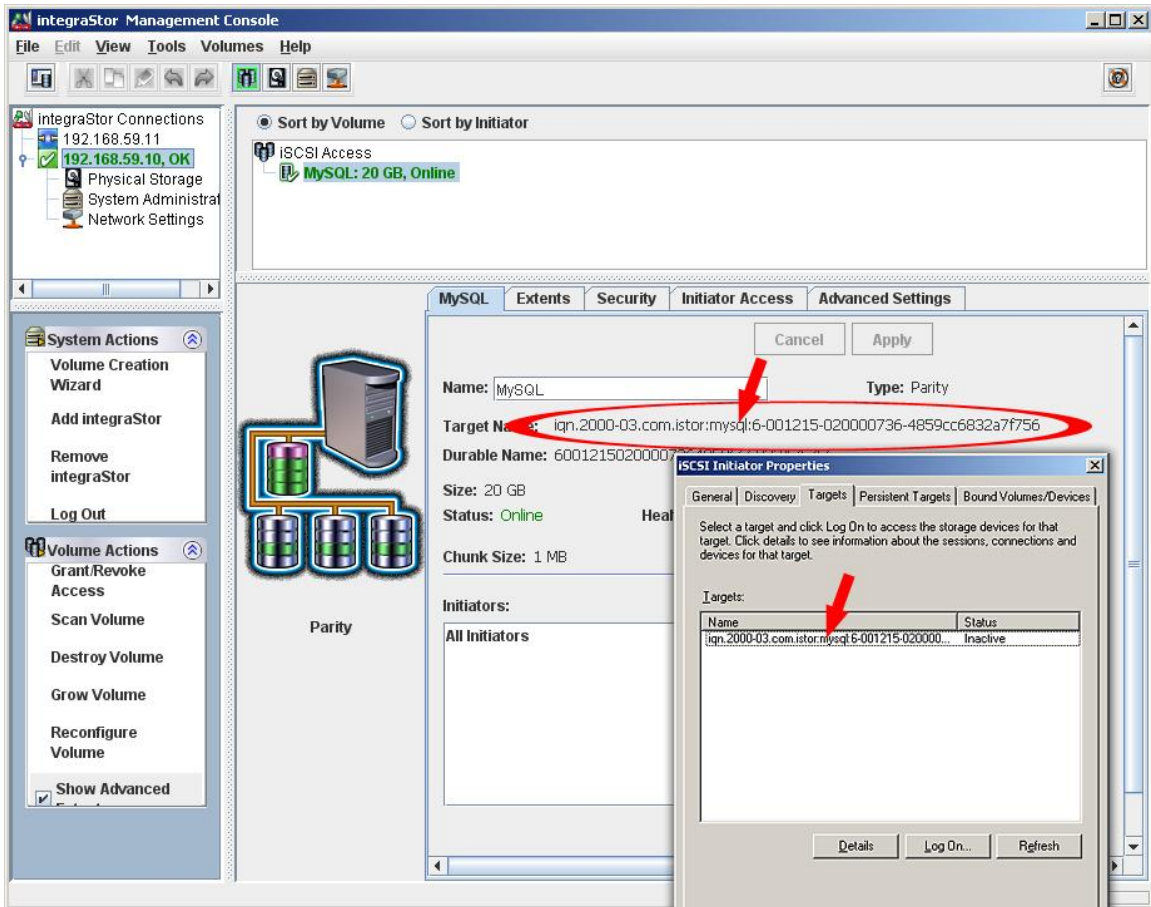 integraStor Management Console
File Edit View Tools Volumes Help
integraStor Connections
192.168.59.11
192.168.59.10, OK
Physical Storage
System Administrat
Network Settings
Sort by Volume Sort by Initiator
iSCSI Access
MySQL: 20 GB, Online
System Actions
Volume Creation
Wizard
Add integraStor
Remove
integraStor
Log Out
Volume Actions
Grant/Revoke
Access
Scan Volume
Destroy Volume
Grow Volume
Reconfigure
Volume
Show Advanced
Parity
MySQL Extents Security Initiator Access Advanced Settings
Cancel Apply
Name: MySQL Type: Parity
Target Name: iqn.2000-03.com.istor:mysql:6-001215-020000736-4859cc6832a7f756
Durable Name:
Size: 20 GB
Status: Online Heal
Chunk Size: 1 MB
Initiators:
All Initiators
iSCSI Initiator Properties
General Discovery Targets Persistent Targets Bound Volumes/Devices
Select a target and click Log On to access the storage devices for that
target. Click details to see information about the sessions, connections and
devices for that target.
Targets:
Name Status
iqn.2000-03.com.istor:mysql:6-001215-020000... Inactive
Details Log On... Refresh